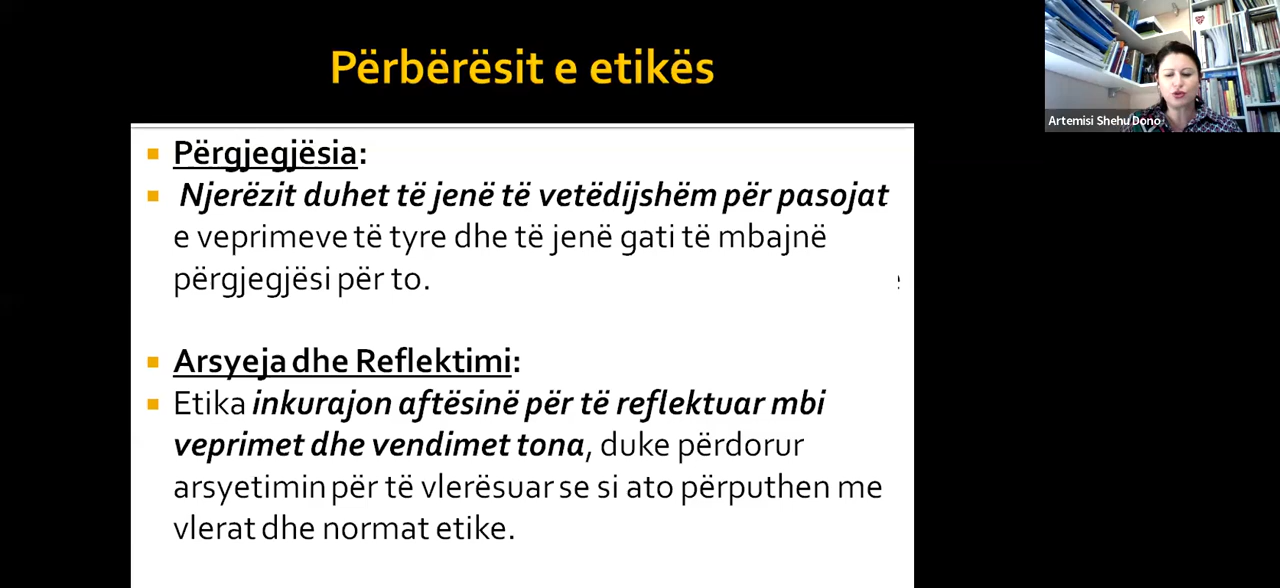 Përbërësit e etikës
Artemisi Shehu Dono
Përgjegjësia:
Njerëzit duhet të jenë të vetëdijshëm për pasojat
e veprimeve të tyre dhe të jenë gati të mbajnë
përgjegjësi për to.
Arsyeja dhe Reflektimi:
Etika inkurajon aftësinë për të reflektuar mbi
veprimet dhe vendimet tona, duke përdorur
arsyetimin për të vlerësuar se si ato përputhen me
vlerat dhe normat etike.